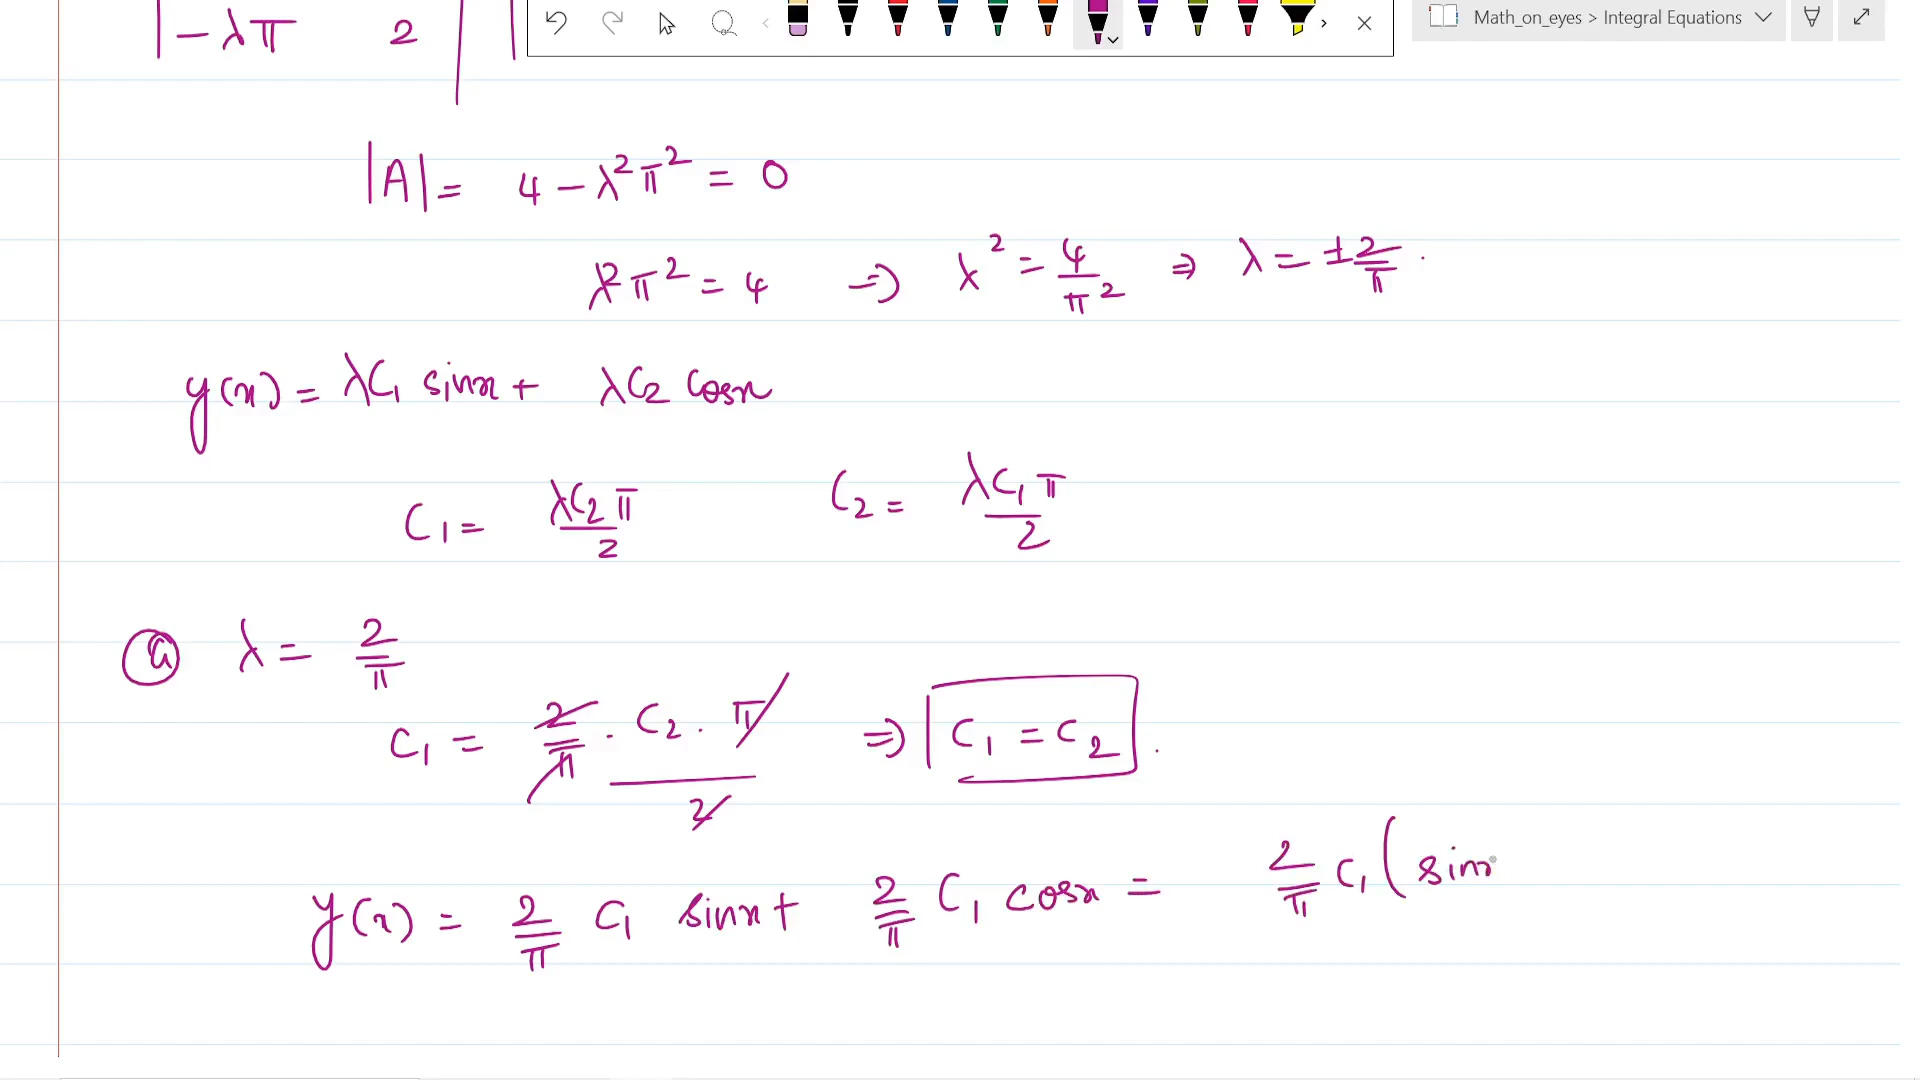 Math_on_eyes > Integral Equations
| -λπ 2 |
|A| = 4 - λ²π² = 0
λ²π² = 4 ⇒ λ² = 4/π² ⇒ λ = ±2/π .
y(x) = λC₁ sinx + λC₂ cosx
C₁ = λC₂π/2 C₂ = λC₁π/2
ⓐ λ = 2/π
C₁ = 2/π · C₂ · π/2 ⇒ C₁ = C₂ .
y(x) = 2/π C₁ sinx + 2/π C₁ cosx = 2/π C₁ ( sinx